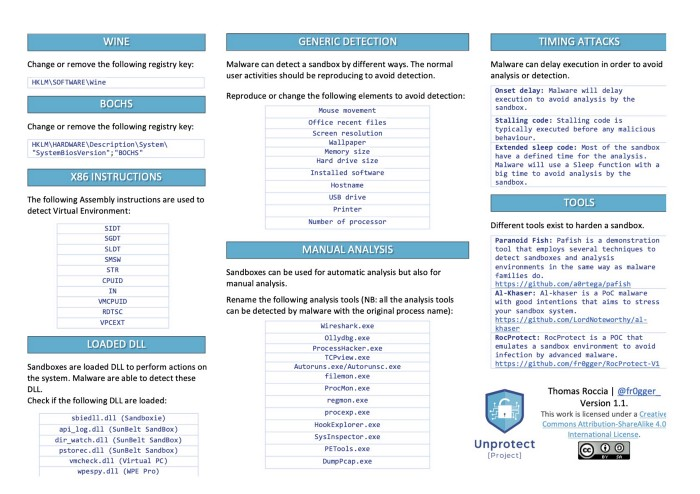 WINE
Change or remove the following registry key:
HKLM\SOFTWARE\Wine
BOCHS
Change or remove the following registry key:
HKLM\HARDWARE\Description\System\
"SystemBiosVersion";"BOCHS"
X86 INSTRUCTIONS
The following Assembly instructions are used to
detect Virtual Environment:
SIDT
SGDT
SLDT
SMSW
STR
CPUID
IN
VMCPUID
RDTSC
VPCEXT
LOADED DLL
Sandboxes are loaded DLL to perform actions on
the system. Malware are able to detect these
DLL.
Check if the following DLL are loaded:
sbiedll.dll (Sandboxie)
api_log.dll (SunBelt SandBox)
dir_watch.dll (SunBelt SandBox)
pstorec.dll (SunBelt Sandbox)
vmcheck.dll (Virtual PC)
wpespy.dll (WPE Pro)
GENERIC DETECTION
Malware can detect a sandbox by different ways. The normal
user activities should be reproducing to avoid detection.
Reproduce or change the following elements to avoid detection:
Mouse movement
Office recent files
Screen resolution
Wallpaper
Memory size
Hard drive size
Installed software
Hostname
USB drive
Printer
Number of processor
MANUAL ANALYSIS
Sandboxes can be used for automatic analysis but also for
manual analysis.
Rename the following analysis tools (NB: all the analysis tools
can be detected by malware with the original process name):
Wireshark.exe
Ollydbg.exe
ProcessHacker.exe
TCPview.exe
Autoruns.exe/Autorunsc.exe
filemon.exe
ProcMon.exe
regmon.exe
procexp.exe
HookExplorer.exe
SysInspector.exe
PETools.exe
DumpPcap.exe
TIMING ATTACKS
Malware can delay execution in order to avoid
analysis or detection.
Onset delay: Malware will delay
execution to avoid analysis by the
sandbox.
Stalling code: Stalling code is
typically executed before any malicious
behaviour.
Extended sleep code: Most of the sandbox
have a defined time for the analysis.
Malware will use a Sleep function with a
big time to avoid analysis by the
sandbox.
TOOLS
Different tools exist to harden a sandbox.
Paranoid Fish: Pafish is a demonstration
tool that employs several techniques to
detect sandboxes and analysis
environments in the same way as malware
families do.
https://github.com/a0rtega/pafish
Al-Khaser: Al-khaser is a PoC malware
with good intentions that aims to stress
your sandbox system.
https://github.com/LordNoteworthy/al-
khaser
RocProtect: RocProtect is a POC that
emulates a sandbox environment to avoid
infection by advanced malware.
https://github.com/fr0gger/RocProtect-V1
Unprotect
[Project]
Thomas Roccia | @fr0gger_
Version 1.1.
This work is licensed under a Creative
Commons Attribution-ShareAlike 4.0
International License.
cc
BY SA